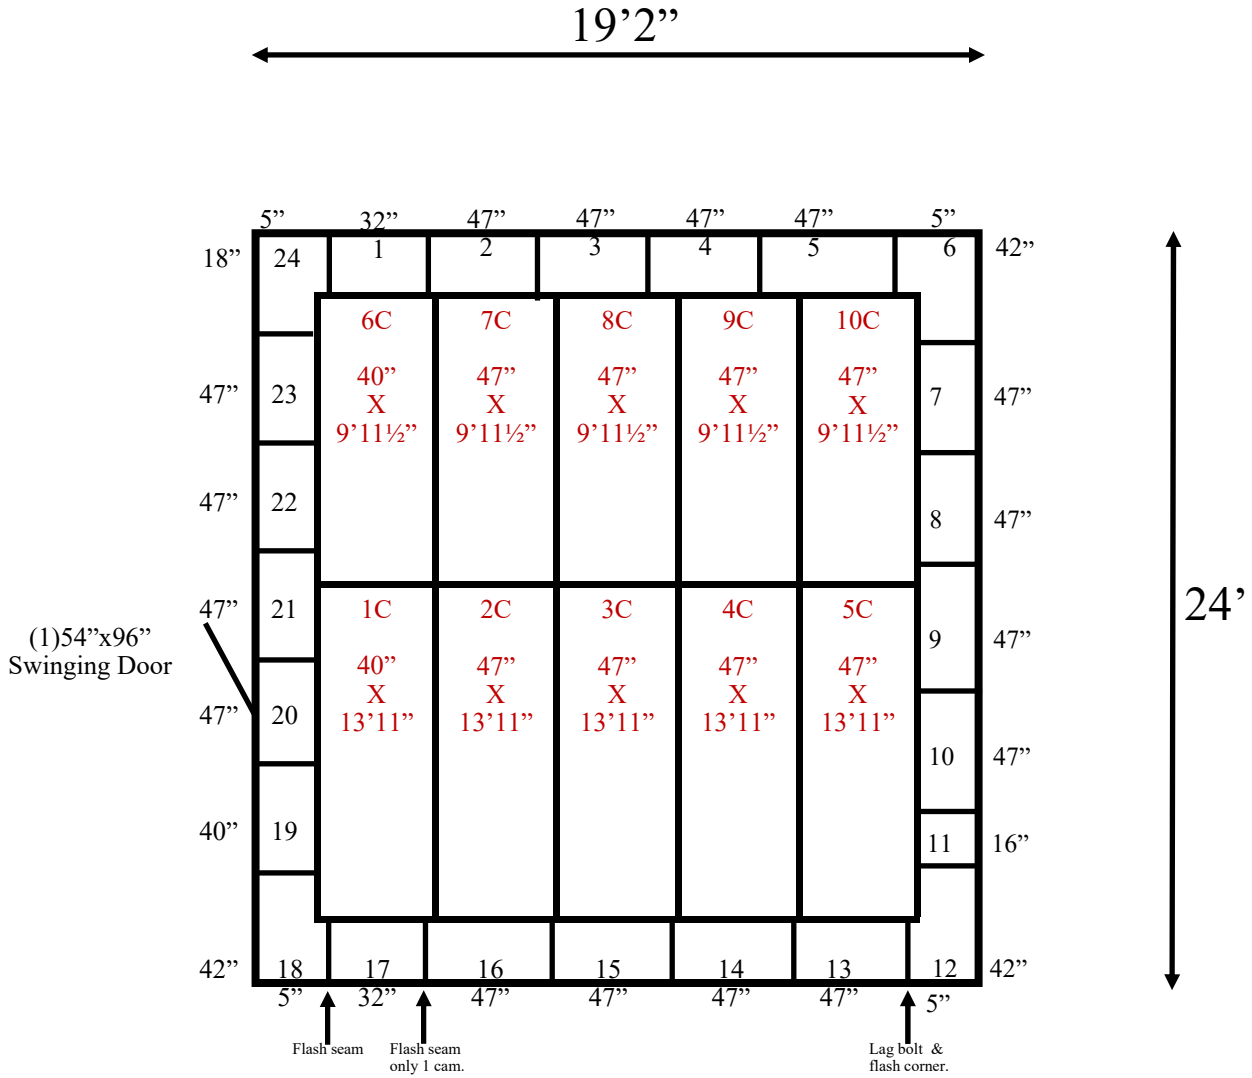 19’2”
5” 32” 47” 47” 47” 47” 5”
18” 24 1 2 3 4 5 6 42”
6C 7C 8C 9C 10C
40” 47” 47” 47” 47”
X X X X X
9’11½” 9’11½” 9’11½” 9’11½” 9’11½”
47” 23 7 47”
47” 22 8 47”
47” 21 1C 2C 3C 4C 5C 24’
(1)54”x96”
Swinging Door
9 47”
40” 47” 47” 47” 47”
X X X X X
13’11” 13’11” 13’11” 13’11” 13’11”
47” 20
10 47”
40” 19 11 16”
42” 18 17 16 15 14 13 12 42”
5” 32” 47” 47” 47” 47” 5”
Flash seam
Flash seam
only 1 cam.
Lag bolt &
flash corner.